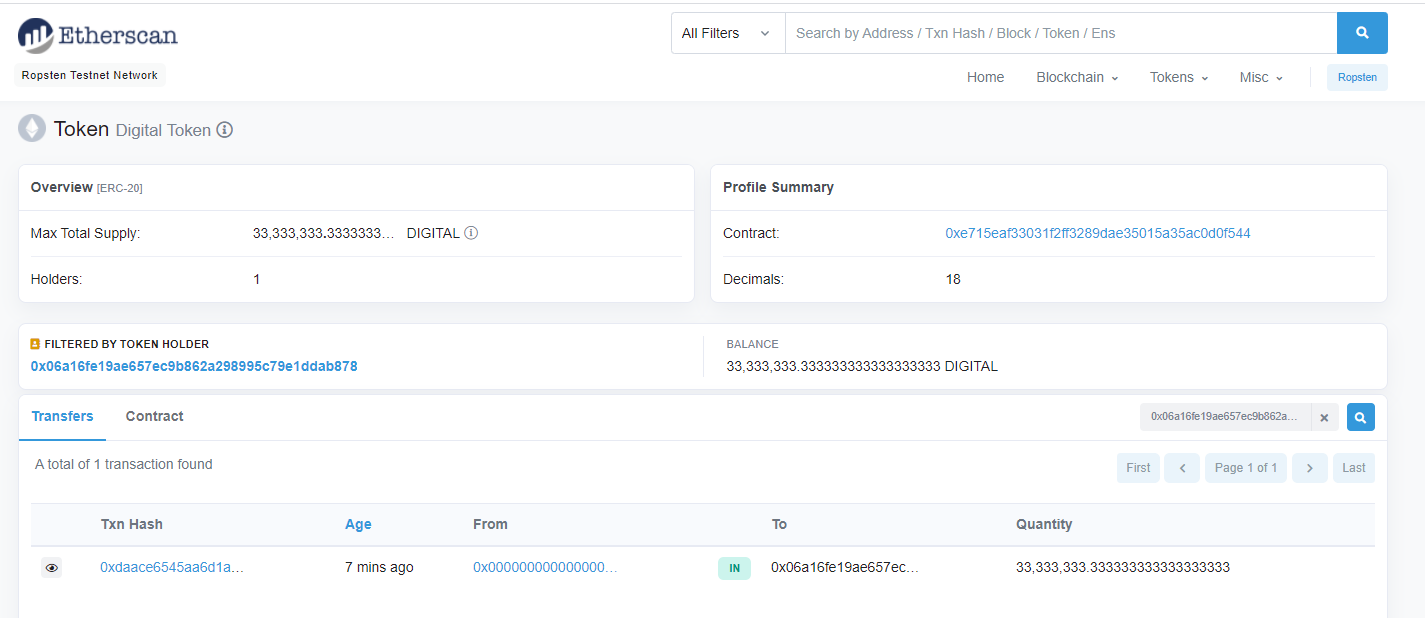 Etherscan
All Filters
Search by Address / Txn Hash / Block / Token / Ens
Ropsten Testnet Network
Home Blockchain Tokens Misc Ropsten
Token Digital Token
Overview [ERC-20]
Max Total Supply: 33,333,333.3333333... DIGITAL
Holders: 1
Profile Summary
Contract: 0xe715eaf33031f2ff3289dae35015a35ac0d0f544
Decimals: 18
FILTERED BY TOKEN HOLDER
0x06a16fe19ae657ec9b862a298995c79e1ddab878
BALANCE
33,333,333.333333333333333333 DIGITAL
Transfers Contract
0x06a16fe19ae657ec9b862a...
A total of 1 transaction found
First Page 1 of 1 Last
Txn Hash Age From To Quantity
0xdaace6545aa6d1a... 7 mins ago 0x000000000000000... IN 0x06a16fe19ae657ec... 33,333,333.333333333333333333